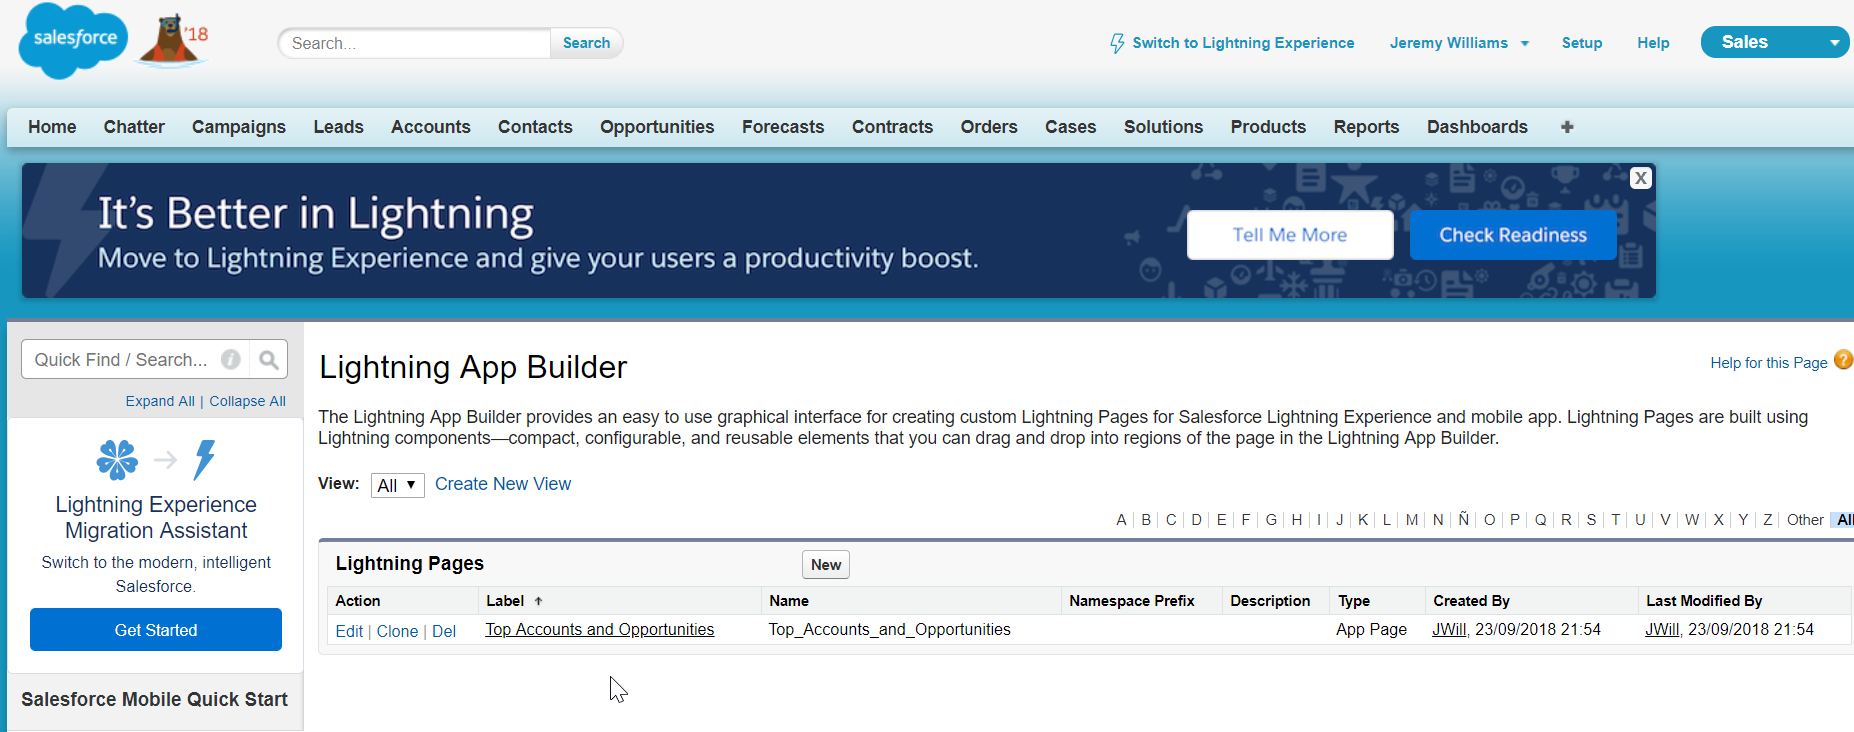 salesforce
'18
Search...
Search
Switch to Lightning Experience
Jeremy Williams
Setup
Help
Sales
Home Chatter Campaigns Leads Accounts Contacts Opportunities Forecasts Contracts Orders Cases Solutions Products Reports Dashboards +
It's Better in Lightning
Move to Lightning Experience and give your users a productivity boost.
Tell Me More
Check Readiness
X
Quick Find / Search...
Expand All | Collapse All
Lightning Experience
Migration Assistant
Switch to the modern, intelligent
Salesforce.
Get Started
Salesforce Mobile Quick Start
Lightning App Builder
Help for this Page ?
The Lightning App Builder provides an easy to use graphical interface for creating custom Lightning Pages for Salesforce Lightning Experience and mobile app. Lightning Pages are built using
Lightning components—compact, configurable, and reusable elements that you can drag and drop into regions of the page in the Lightning App Builder.
View: All Create New View
A | B | C | D | E | F | G | H | I | J | K | L | M | N | Ñ | O | P | Q | R | S | T | U | V | W | X | Y | Z | Other | All
Lightning Pages New
Action Label Name Namespace Prefix Description Type Created By Last Modified By
Edit | Clone | Del Top Accounts and Opportunities Top_Accounts_and_Opportunities App Page JWill, 23/09/2018 21:54 JWill, 23/09/2018 21:54